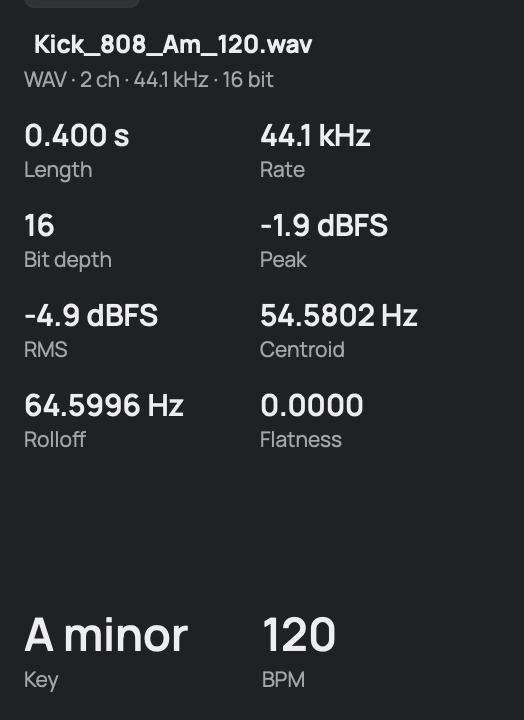 Kick_808_Am_120.wav
WAV · 2 ch · 44.1 kHz · 16 bit
0.400 s
Length
44.1 kHz
Rate
16
Bit depth
-1.9 dBFS
Peak
-4.9 dBFS
RMS
54.5802 Hz
Centroid
64.5996 Hz
Rolloff
0.0000
Flatness
A minor
Key
120
BPM